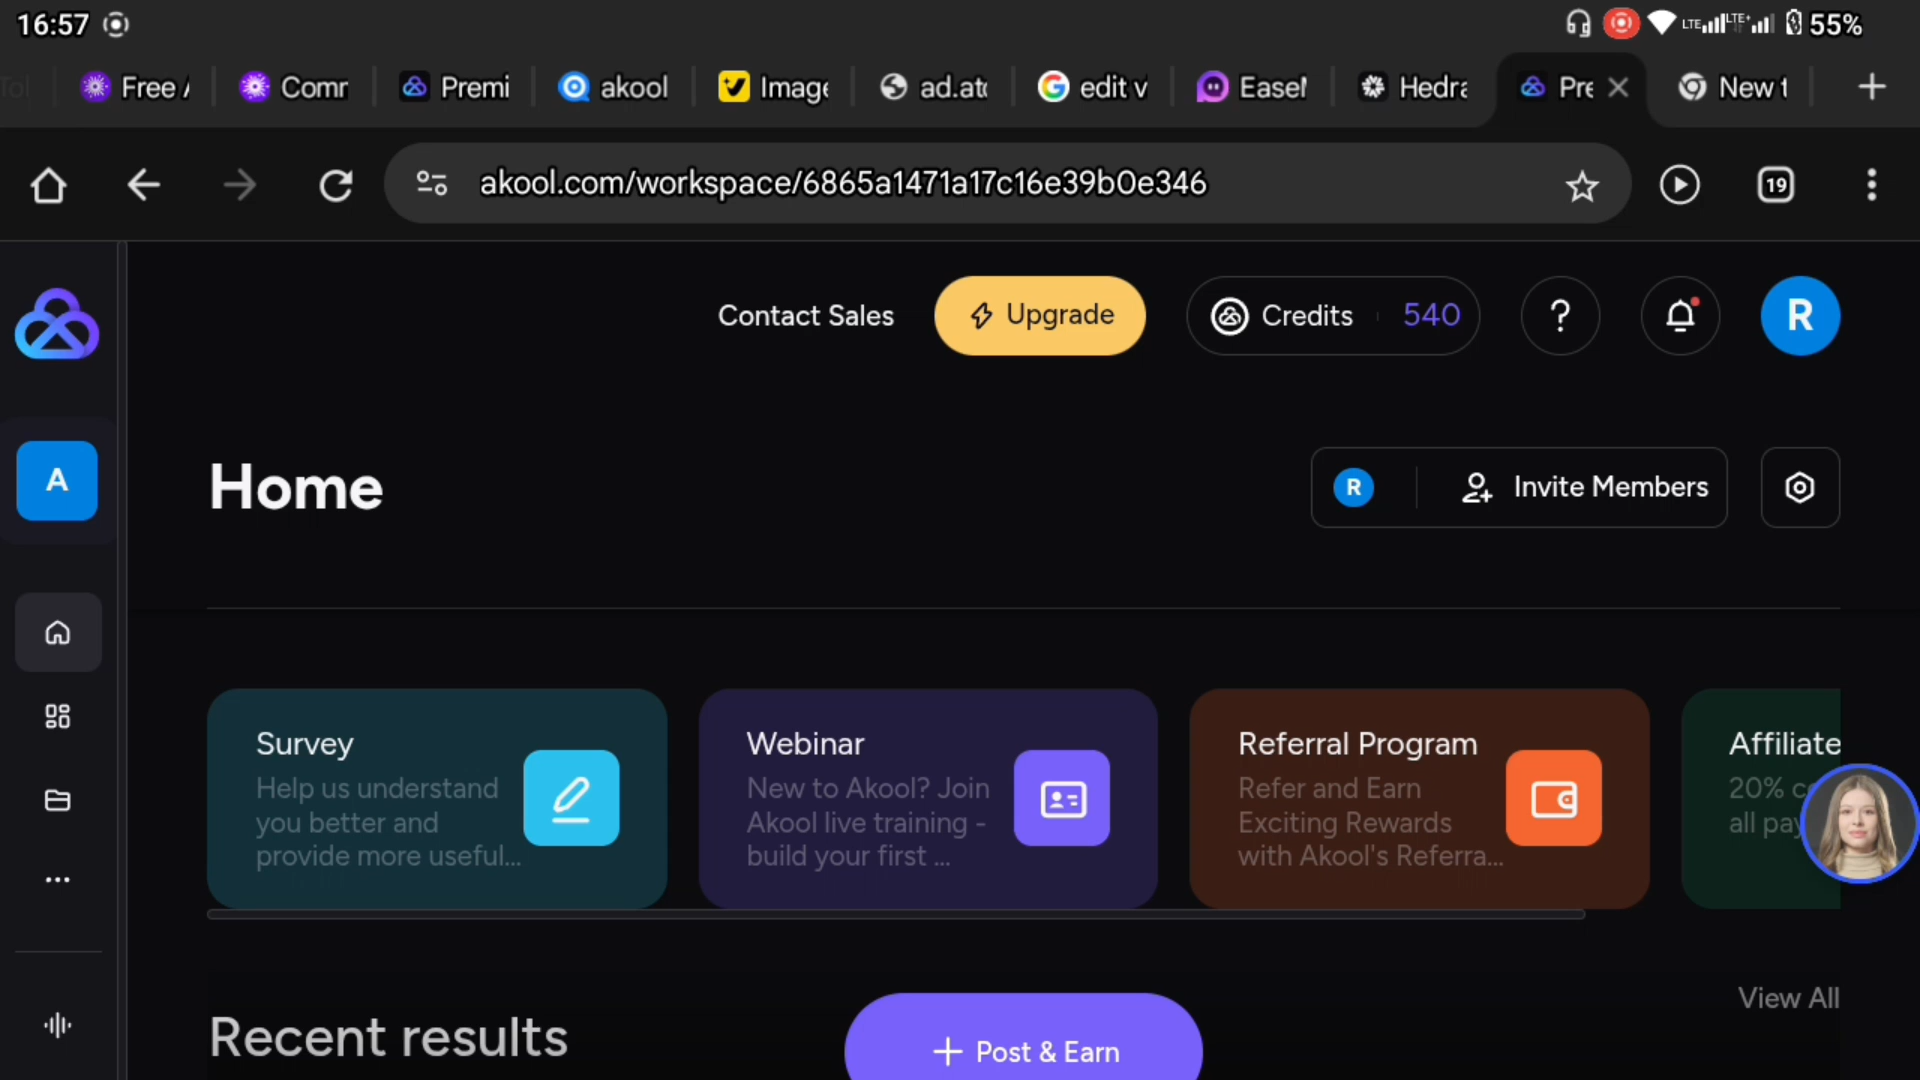 16:57
LTE LTE+ 55%
Free
Comr
Premi
akool
Image
ad.ato
edit v
Hedra
Pre
New t
akool.com/workspace/6865a1471a17c16e39b0e346
19
Contact Sales
Upgrade
Credits 540
?
R
A
Home
R
Invite Members
Survey
Help us understand
you better and
provide more useful...
Webinar
New to Akool? Join
Akool live training -
build your first ...
Referral Program
Refer and Earn
Exciting Rewards
with Akool's Referra...
Affiliate
20%
all pay
View All
Recent results
+ Post & Earn